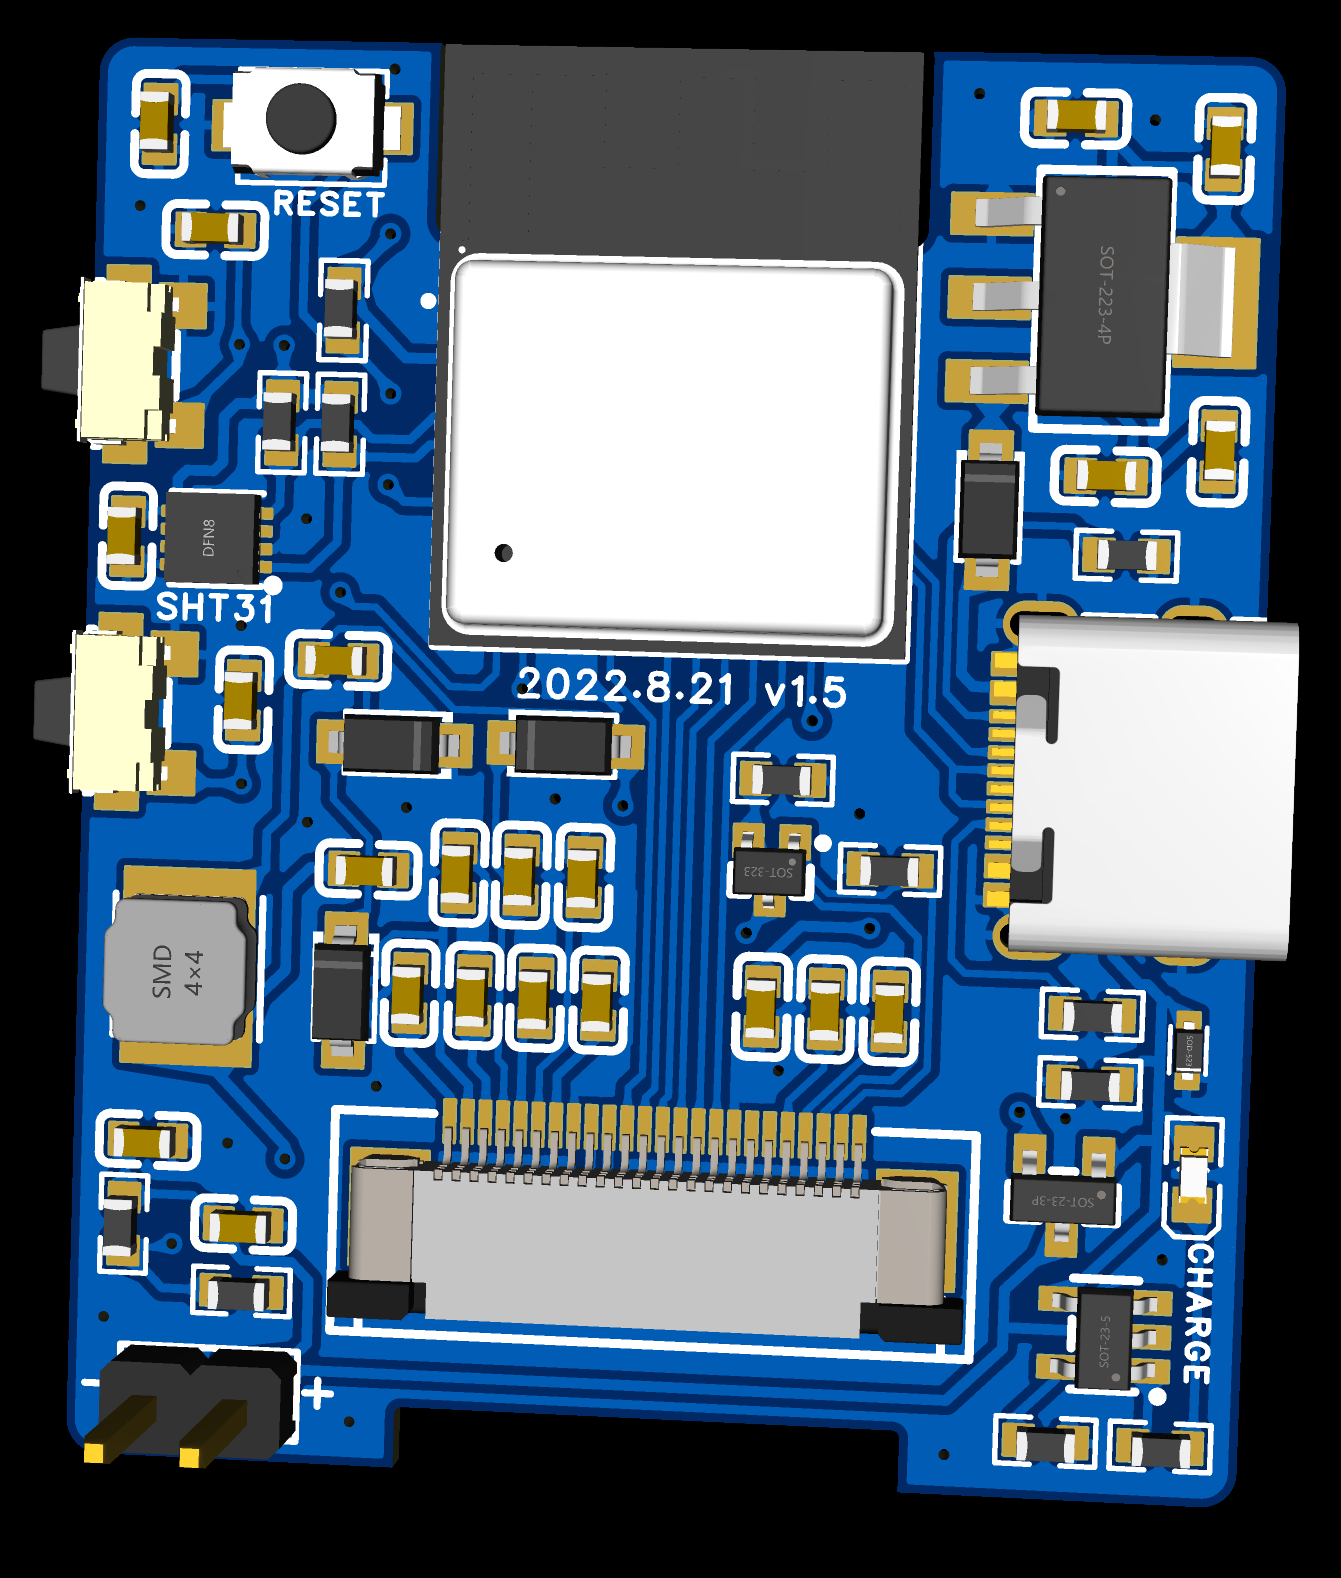 RESET
SOT-223-4P
DFN8
SHT31
2022.8.21 v1.5
SOT-323
SMD
4×4
SOD-523
SOT-23-3P
CHARGE
SOT-23-5
- +